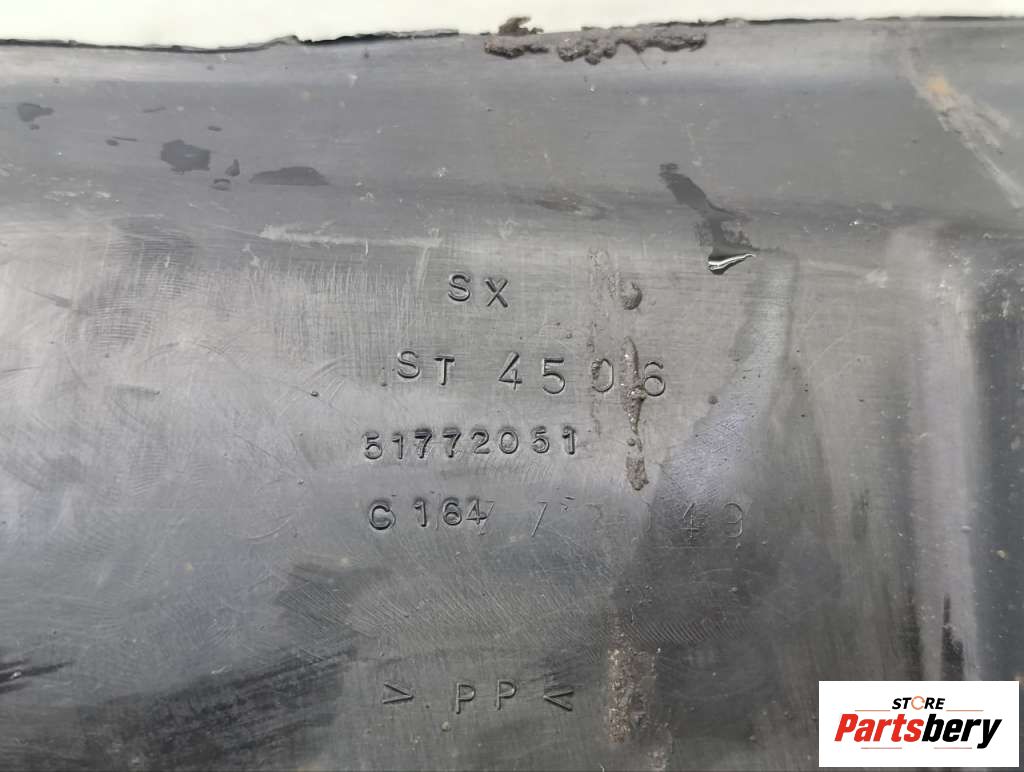 SX
ST 4506
51772051
C 164
> PP <
STORE
Partsbery